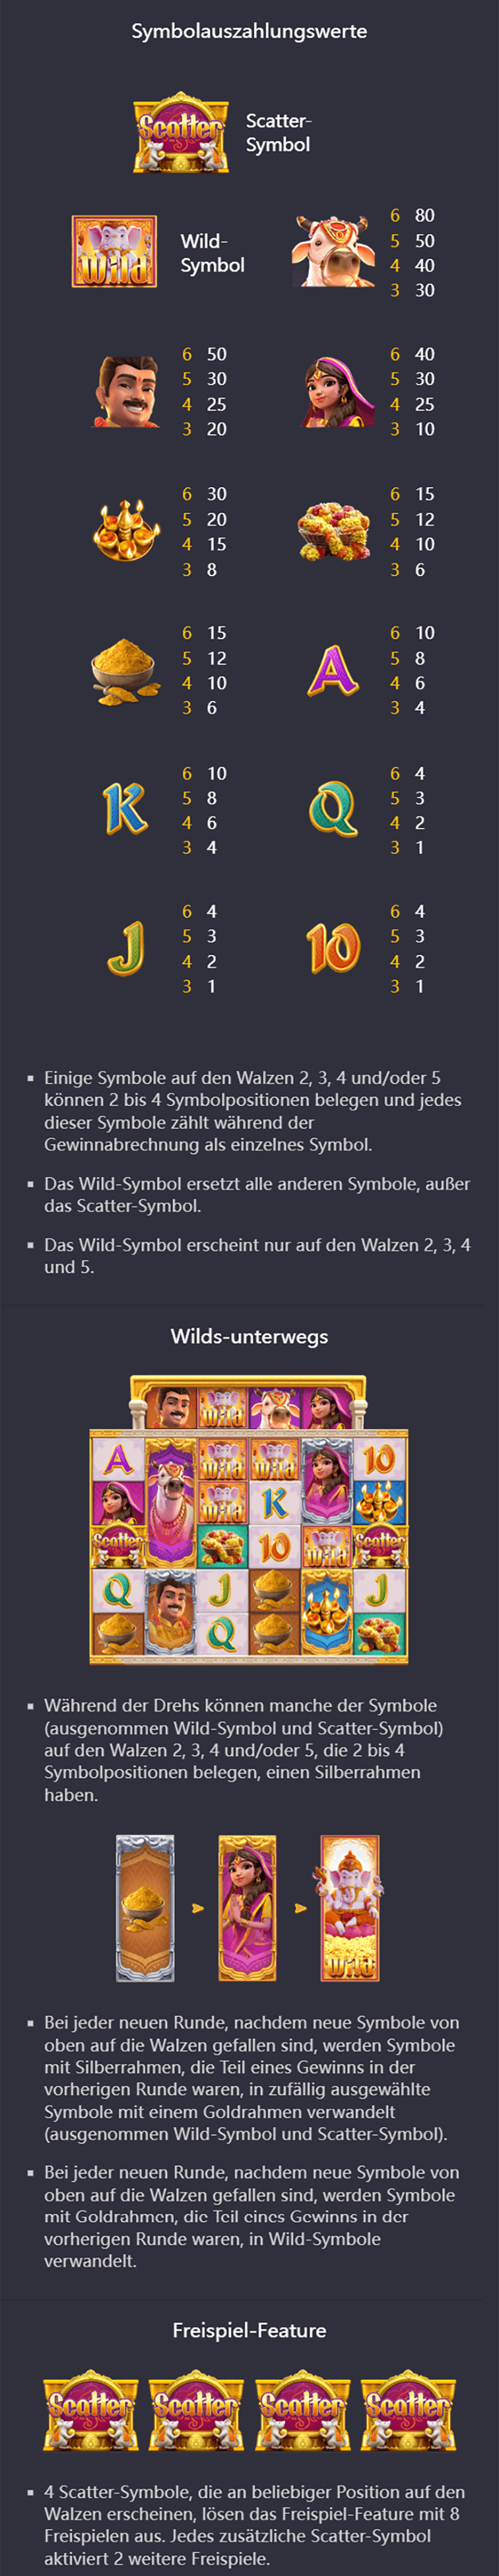 Symbolauszahlungswerte
Scatter
Scatter-
Symbol
Wild
Wild-
Symbol
6 80
5 50
4 40
3 30
6 50
5 30
4 25
3 20
6 40
5 30
4 25
3 10
6 30
5 20
4 15
3 8
6 15
5 12
4 10
3 6
6 15
5 12
4 10
3 6
A
6 10
5 8
4 6
3 4
K
6 10
5 8
4 6
3 4
Q
6 4
5 3
4 2
3 1
J
6 4
5 3
4 2
3 1
10
6 4
5 3
4 2
3 1
Einige Symbole auf den Walzen 2, 3, 4 und/oder 5
können 2 bis 4 Symbolpositionen belegen und jedes
dieser Symbole zählt während der
Gewinnabrechnung als einzelnes Symbol.
Das Wild-Symbol ersetzt alle anderen Symbole, außer
das Scatter-Symbol.
Das Wild-Symbol erscheint nur auf den Walzen 2, 3, 4
und 5.
Wilds-unterwegs
Wild
A Wild Wild 10
Wild K
Scatter 10 Wild Scatter
Q J J
Q
Während der Drehs können manche der Symbole
(ausgenommen Wild-Symbol und Scatter-Symbol)
auf den Walzen 2, 3, 4 und/oder 5, die 2 bis 4
Symbolpositionen belegen, einen Silberrahmen
haben.
Wild
Bei jeder neuen Runde, nachdem neue Symbole von
oben auf die Walzen gefallen sind, werden Symbole
mit Silberrahmen, die Teil eines Gewinns in der
vorherigen Runde waren, in zufällig ausgewählte
Symbole mit einem Goldrahmen verwandelt
(ausgenommen Wild-Symbol und Scatter-Symbol).
Bei jeder neuen Runde, nachdem neue Symbole von
oben auf die Walzen gefallen sind, werden Symbole
mit Goldrahmen, die Teil eines Gewinns in der
vorherigen Runde waren, in Wild-Symbole
verwandelt.
Freispiel-Feature
Scatter Scatter Scatter Scatter
4 Scatter-Symbole, die an beliebiger Position auf den
Walzen erscheinen, lösen das Freispiel-Feature mit 8
Freispielen aus. Jedes zusätzliche Scatter-Symbol
aktiviert 2 weitere Freispiele.